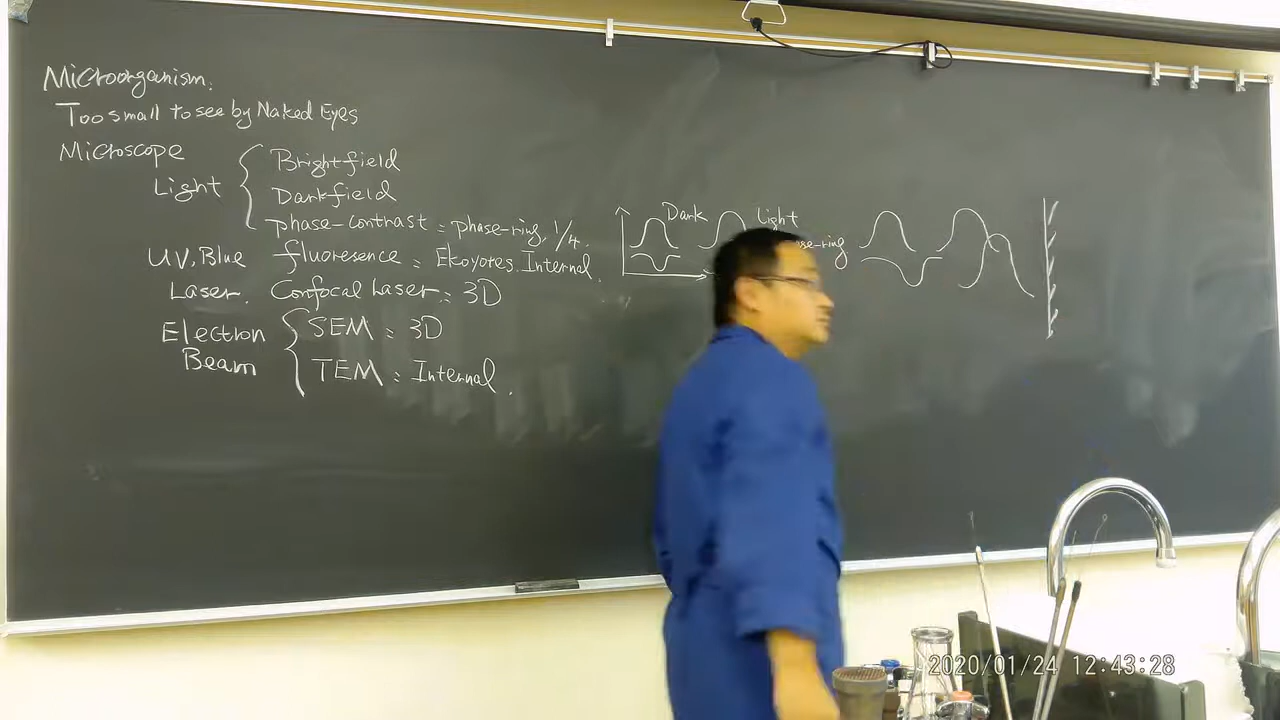 Microorganism.
Too small to see by Naked Eyes
Microscope
Light { Brightfield
Darkfield
phase-contrast : phase-ring, 1/4.
UV, Blue fluoresence : Ekoyotes. Internal.
Laser. Confocal Laser : 3D
Electron Beam { SEM : 3D
TEM : Internal.
Dark Light
-ring
2020/01/24 12:43:28